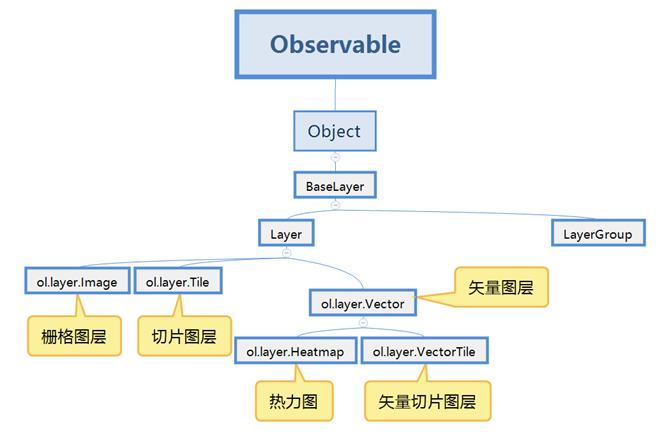 Observable
Object
BaseLayer
Layer
LayerGroup
ol.layer.Image
ol.layer.Tile
矢量图层
ol.layer.Vector
栅格图层
切片图层
ol.layer.Heatmap
ol.layer.VectorTile
热力图
矢量切片图层